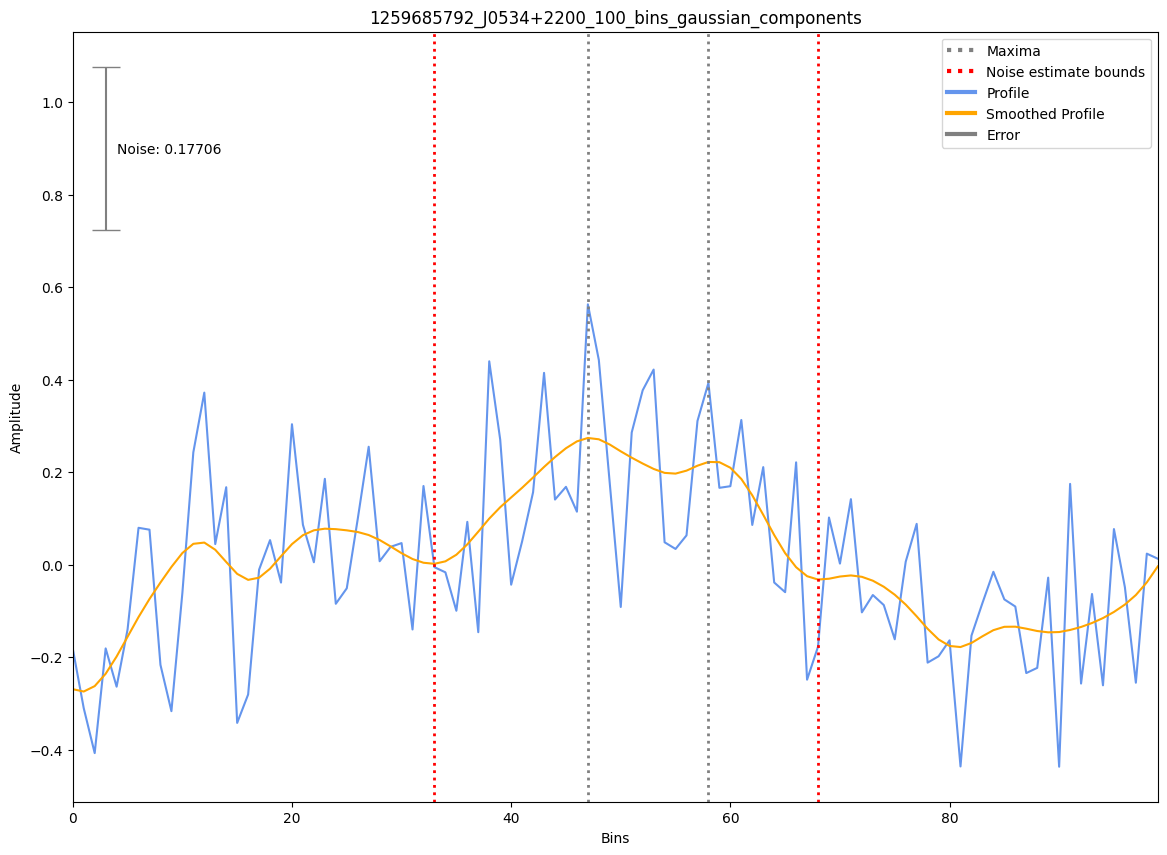 1259685792_J0534+2200_100_bins_gaussian_components
Maxima
Noise estimate bounds
Profile
Smoothed Profile
Error
Noise: 0.17706
Amplitude
1.0
0.8
0.6
0.4
0.2
0.0
−0.2
−0.4
0 20 40 60 80
Bins